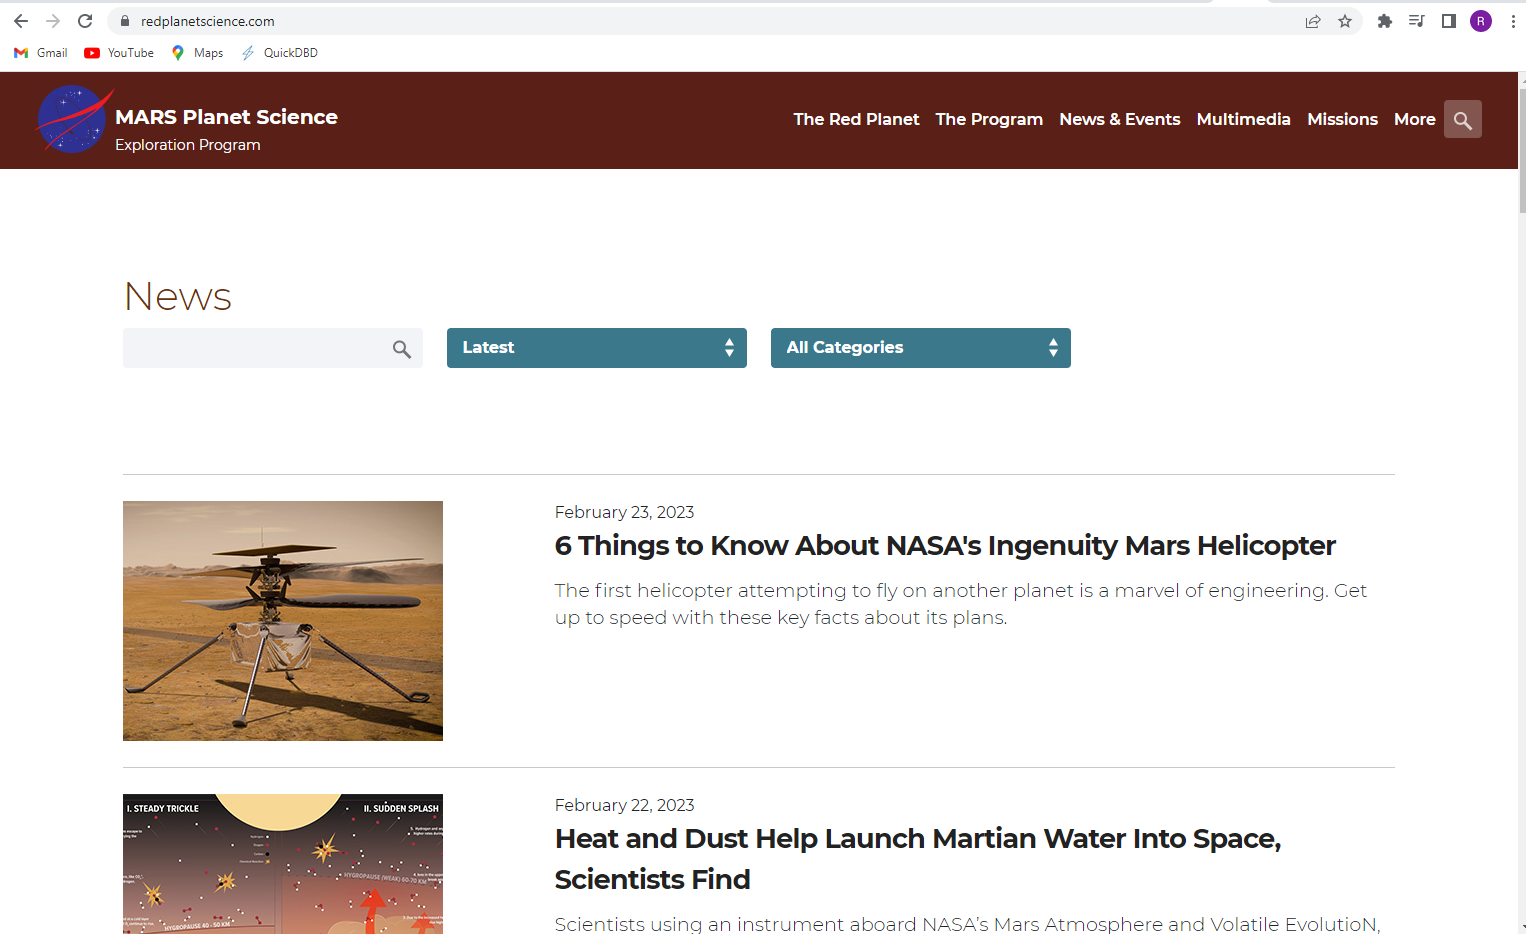 redplanetscience.com
R
Gmail
YouTube
Maps
QuickDBD
MARS Planet Science
Exploration Program
The Red Planet
The Program
News & Events
Multimedia
Missions
More
News
Latest
All Categories
February 23, 2023
6 Things to Know About NASA's Ingenuity Mars Helicopter
The first helicopter attempting to fly on another planet is a marvel of engineering. Get
up to speed with these key facts about its plans.
I. STEADY TRICKLE
II. SUDDEN SPLASH
HYGROPAUSE (WEAK) 60-70 KM
HYGROPAUSE 40 - 50 KM
February 22, 2023
Heat and Dust Help Launch Martian Water Into Space,
Scientists Find
Scientists using an instrument aboard NASA’s Mars Atmosphere and Volatile EvolutioN,